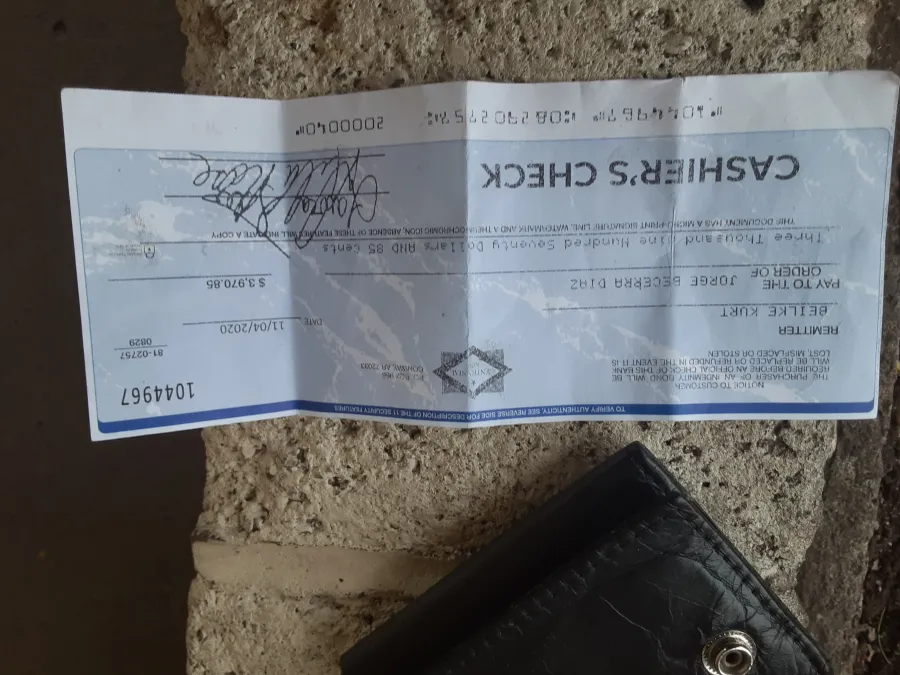 TO VERIFY AUTHENTICITY, SEE REVERSE SIDE FOR DESCRIPTION OF THE 11 SECURITY FEATURES
1044967
NOTICE TO CUSTOMER
THE PURCHASER OF AN INDEMNITY BOND WILL BE
REQUIRED BEFORE AN OFFICIAL CHECK OF THIS BANK
WILL BE REPLACED OR REFUNDED IN THE EVENT IT IS
LOST, MISPLACED OR STOLEN
CONWAY, AR
81-02757
0829
REMITTER
BEILKE KURT
DATE 11/04/2020
PAY TO THE
ORDER OF JORGE BECERRA DIAZ
$ 3,970.85
Three Thousand Nine Hundred Seventy Dollars AND 85 Cents
THIS DOCUMENT HAS A MICRO-PRINT SIGNATURE LINE, WATERMARK AND A THERMOCHROMIC ICON, ABSENCE OF THESE FEATURES WILL INDICATE A COPY
CASHIER'S CHECK
⑈1044967⑈ ⑆082902757⑆ 2000040⑈